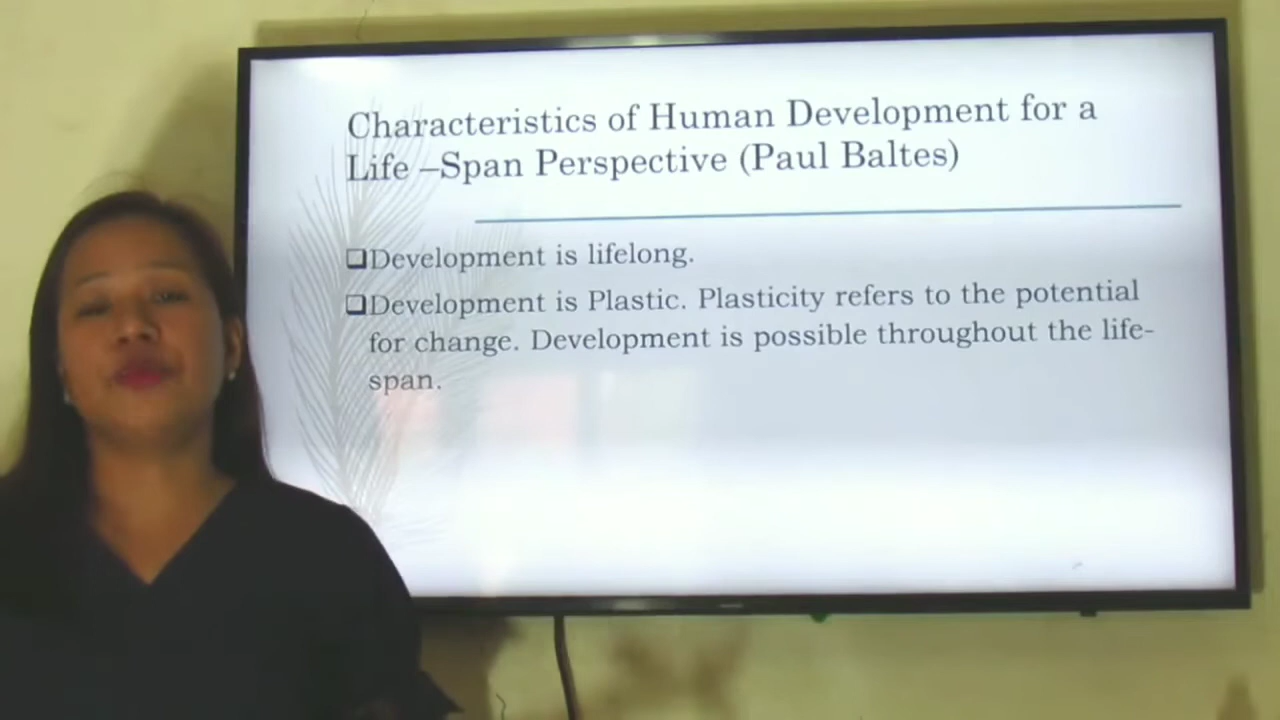 Characteristics of Human Development for a
Life –Span Perspective (Paul Baltes)
❑Development is lifelong.
❑Development is Plastic. Plasticity refers to the potential
for change. Development is possible throughout the life-
span.